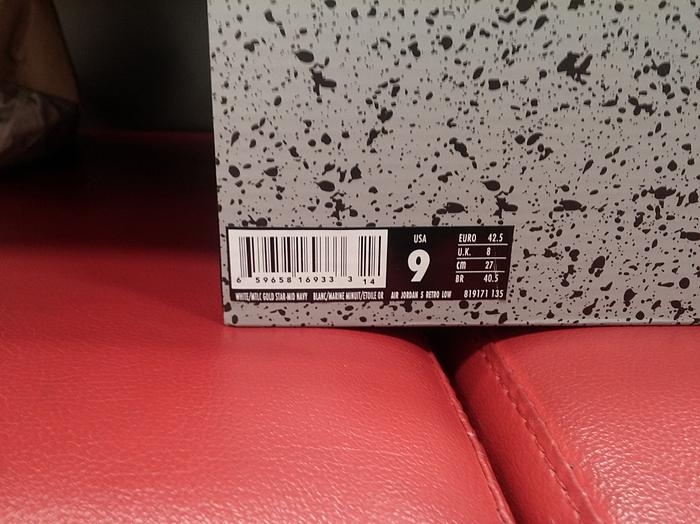 USA
9
EURO 42.5
U.K. 8
cm 27
BR 40.5
6 59658 16933 3 14
WHITE/MTLC GOLD STAR-MID NAVY BLANC/MARINE MINUIT/ETOILE OR AIR JORDAN 5 RETRO LOW 819171 135